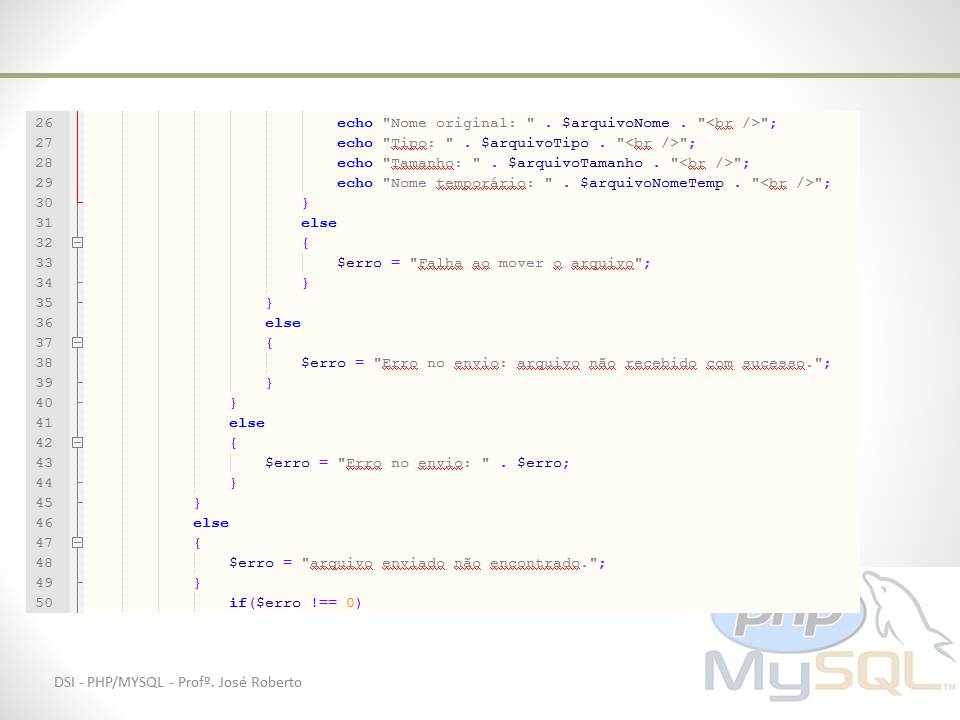 26 echo "Nome original: " . $arquivoNome . "<br />";
27 echo "Tipo: " . $arquivoTipo . "<br />";
28 echo "Tamanho: " . $arquivoTamanho . "<br />";
29 echo "Nome temporário: " . $arquivoNomeTemp . "<br />";
30 }
31 else
32 {
33 $erro = "Falha ao mover o arquivo";
34 }
35 }
36 else
37 {
38 $erro = "Erro no envio: arquivo não recebido com sucesso.";
39 }
40 }
41 else
42 {
43 $erro = "Erro no envio: " . $erro;
44 }
45 }
46 else
47 {
48 $erro = "arquivo enviado não encontrado.";
49 }
50 if($erro !== 0)
php
MySQL™
DSI - PHP/MYSQL - Profº. José Roberto